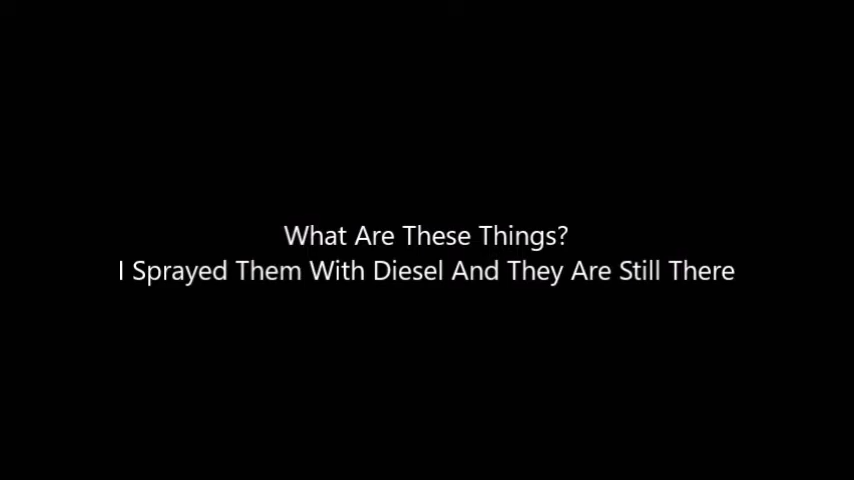 What Are These Things?
I Sprayed Them With Diesel And They Are Still There